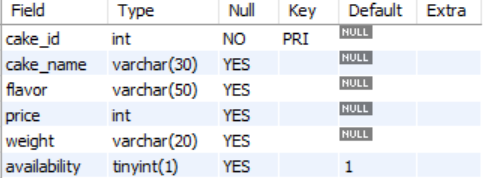 Field Type Null Key Default Extra
cake_id int NO PRI NULL
cake_name varchar(30) YES NULL
flavor varchar(50) YES NULL
price int YES NULL
weight varchar(20) YES NULL
availability tinyint(1) YES 1